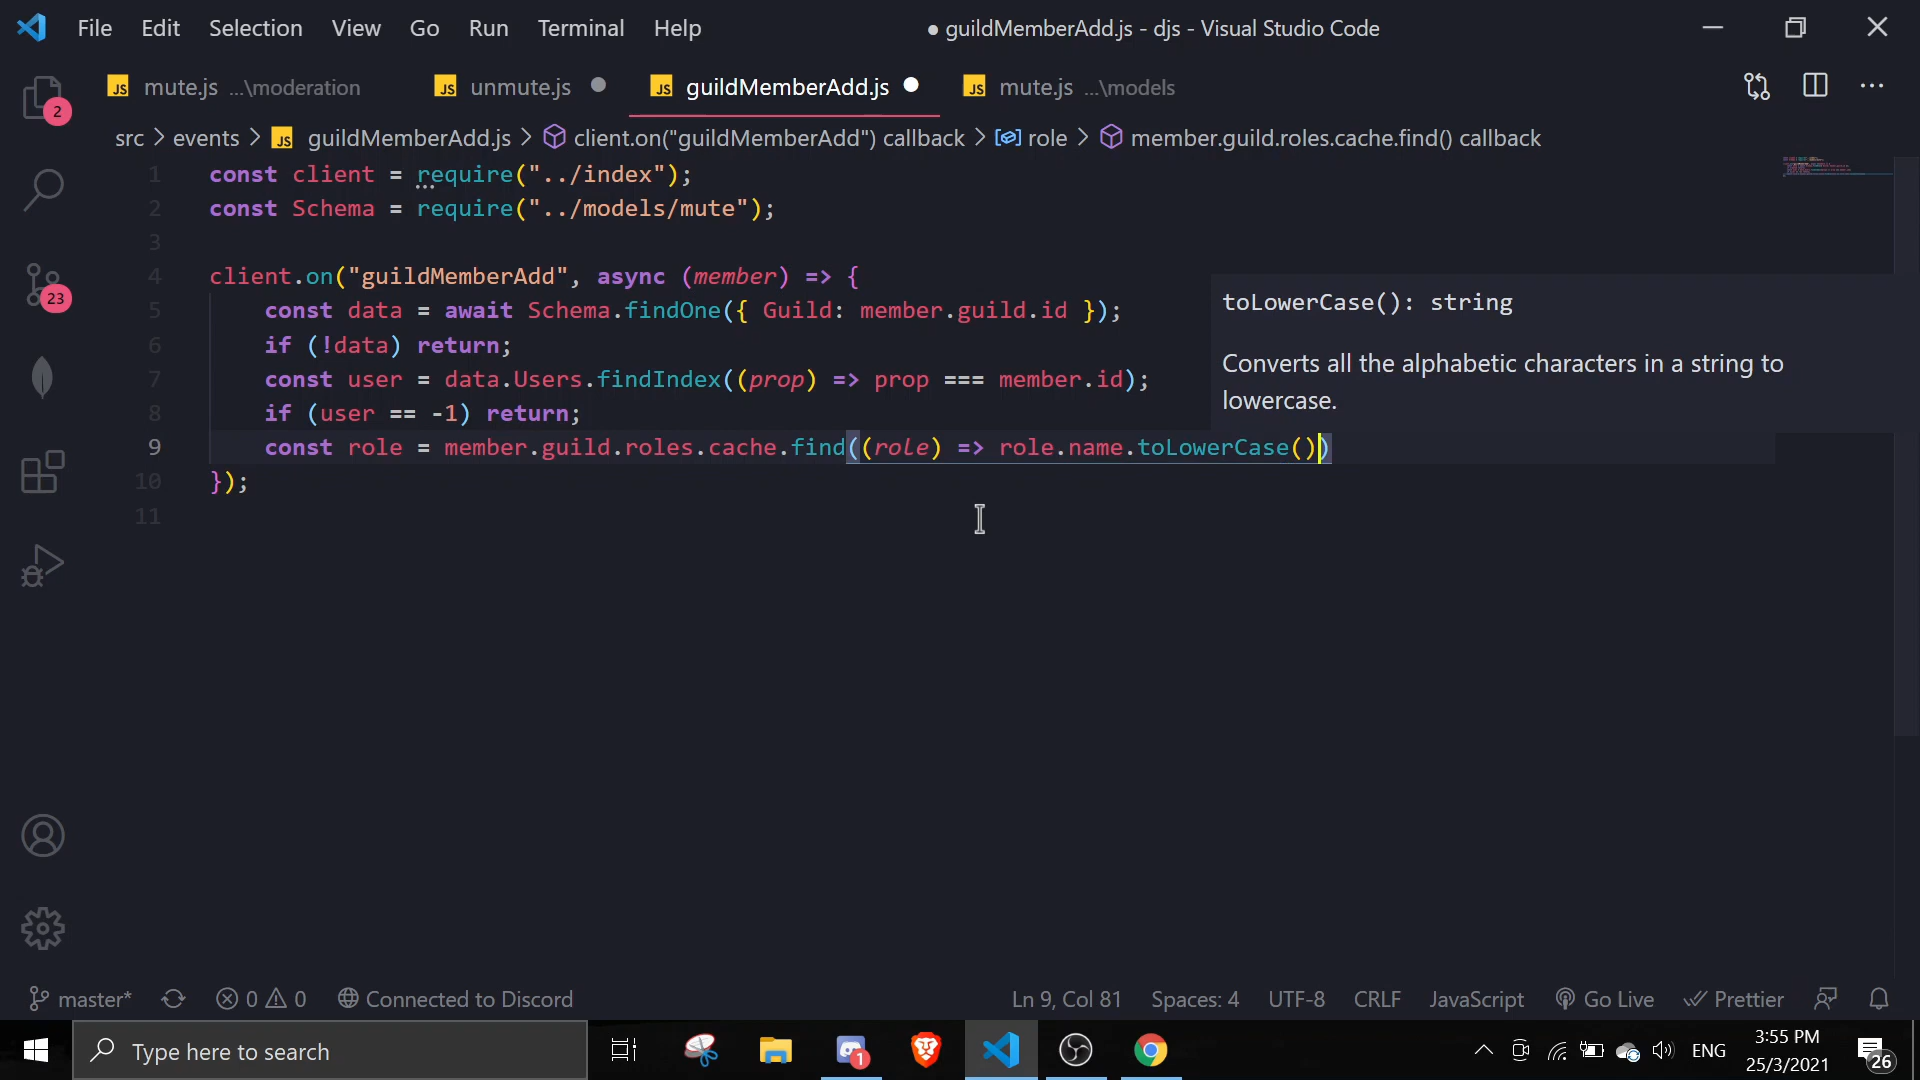 File Edit Selection View Go Run Terminal Help
● guildMemberAdd.js - djs - Visual Studio Code
2
JS mute.js ...\moderation
JS unmute.js
JS guildMemberAdd.js
JS mute.js ...\models
src > events > JS guildMemberAdd.js > client.on("guildMemberAdd") callback > role > member.guild.roles.cache.find() callback
1 const client = require("../index");
2 const Schema = require("../models/mute");
3
4 client.on("guildMemberAdd", async (member) => {
5 const data = await Schema.findOne({ Guild: member.guild.id });
6 if (!data) return;
7 const user = data.Users.findIndex((prop) => prop === member.id);
8 if (user == -1) return;
9 const role = member.guild.roles.cache.find((role) => role.name.toLowerCase())
10 });
11
toLowerCase(): string
Converts all the alphabetic characters in a string to
lowercase.
23
master* 0 0 Connected to Discord
Ln 9, Col 81 Spaces: 4 UTF-8 CRLF JavaScript Go Live Prettier
Type here to search
1
ENG
3:55 PM
25/3/2021
26